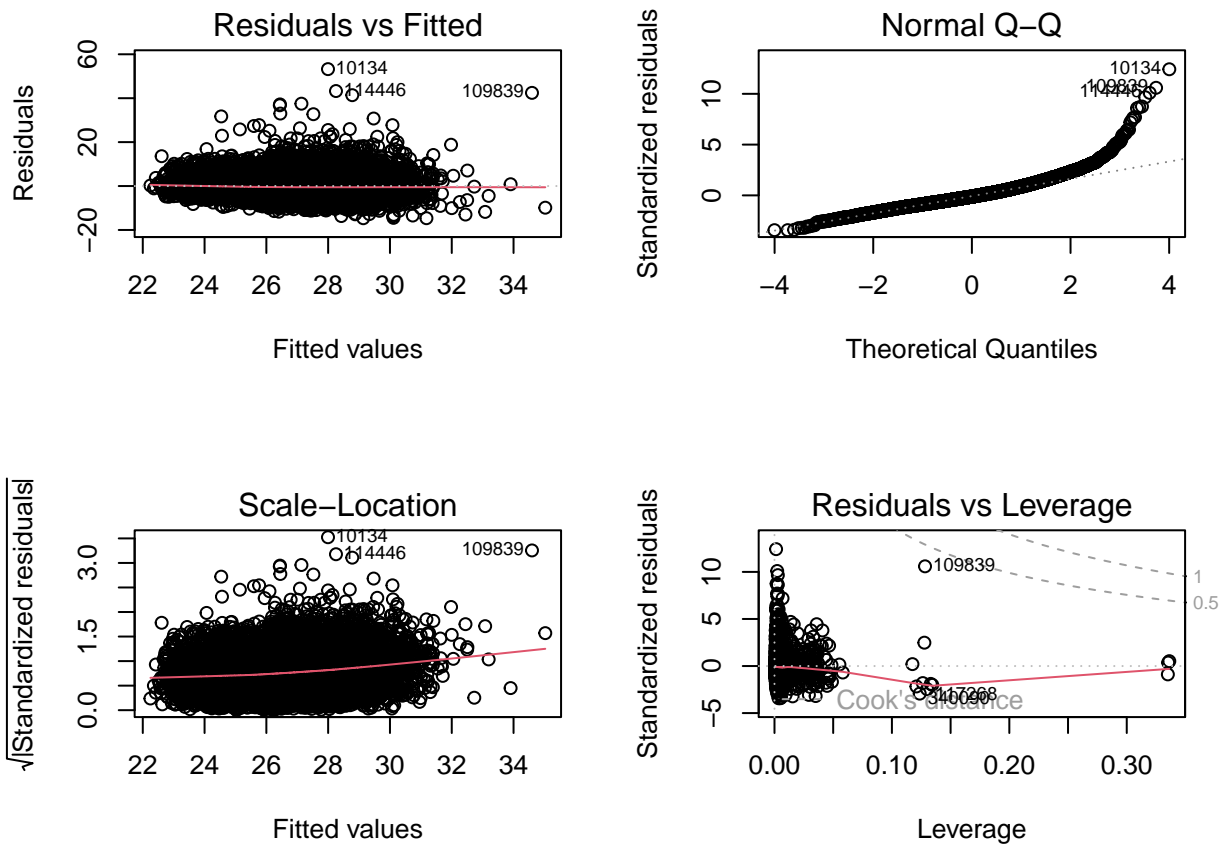 Residuals vs Fitted
Residuals
60
20
−20
10134
114446
109839
22 24 26 28 30 32 34
Fitted values
Normal Q−Q
Standardized residuals
10
5
0
10134
109839
114446
−4 −2 0 2 4
Theoretical Quantiles
Scale−Location
√|Standardized residuals|
3.0
1.5
0.0
10134
114446
109839
22 24 26 28 30 32 34
Fitted values
Residuals vs Leverage
Standardized residuals
10
5
0
−5
109839
1
0.5
117268
Cook's distance
0.00 0.10 0.20 0.30
Leverage